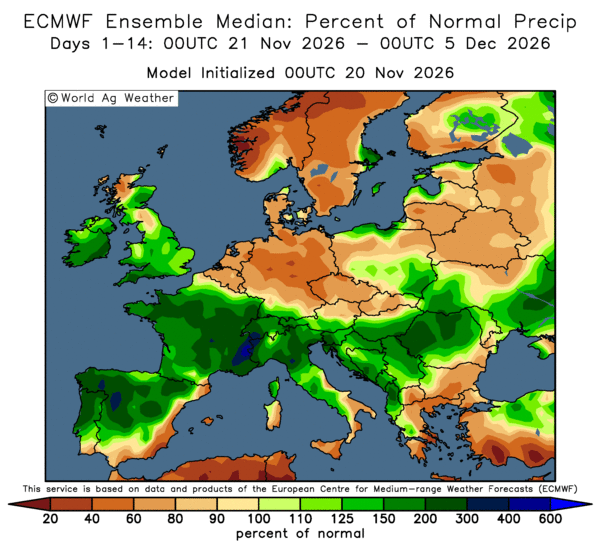 ECMWF Ensemble Median: Percent of Normal Precip
Days 1-14: 00UTC 21 Nov 2026 - 00UTC 5 Dec 2026
Model Initialized 00UTC 20 Nov 2026
©World Ag Weather
This service is based on data and products of the European Centre for Medium-range Weather Forecasts (ECMWF)
20 40 60 80 90 100 110 125 150 200 300 400 600
percent of normal